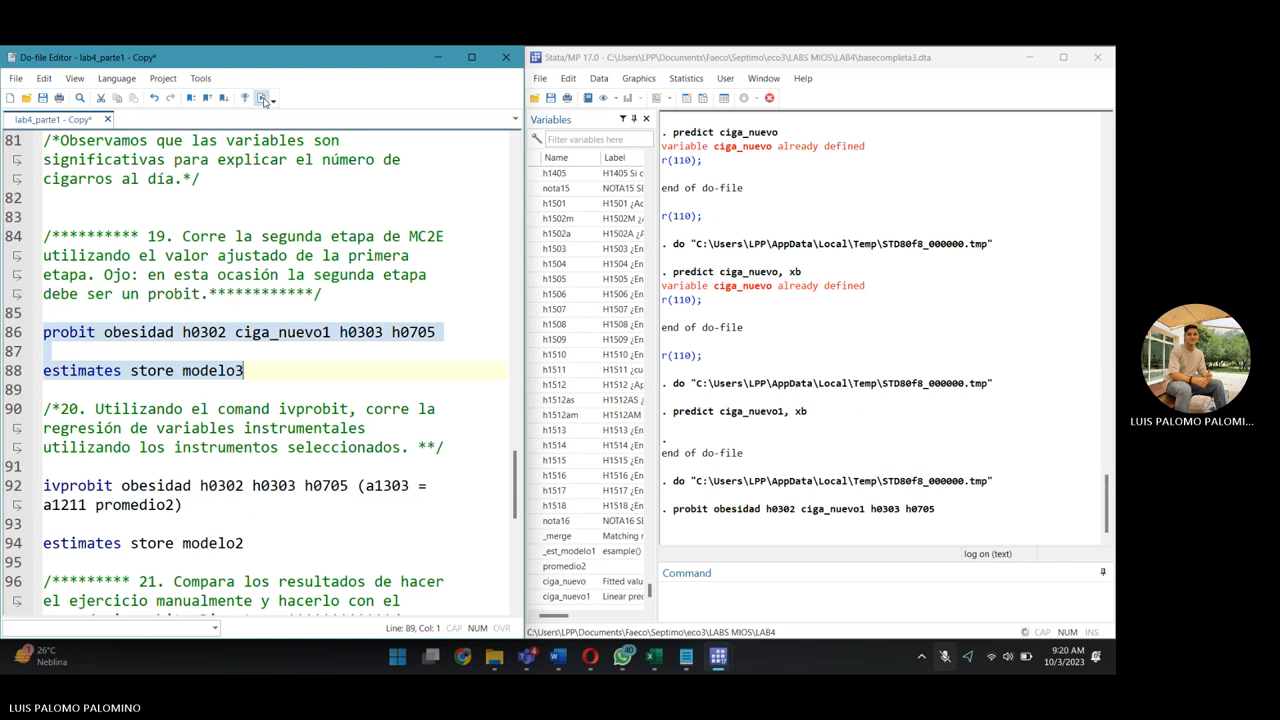 Do-file Editor - lab4_parte1 - Copy*
File Edit View Language Project Tools
lab4_parte1 - Copy*
81 /*Observamos que las variables son
significativas para explicar el número de
cigarros al día.*/
82
83
84 /********** 19. Corre la segunda etapa de MC2E
utilizando el valor ajustado de la primera
etapa. Ojo: en esta ocasión la segunda etapa
debe ser un probit.************/
85
86 probit obesidad h0302 ciga_nuevo1 h0303 h0705
87
88 estimates store modelo3
89
90 /*20. Utilizando el comand ivprobit, corre la
regresión de variables instrumentales
utilizando los instrumentos seleccionados. **/
91
92 ivprobit obesidad h0302 h0303 h0705 (a1303 =
a1211 promedio2)
93
94 estimates store modelo2
95
96 /********* 21. Compara los resultados de hacer
el ejercicio manualmente y hacerlo con el
Line: 89, Col: 1 CAP NUM OVR
Stata/MP 17.0 - C:\Users\LPP\Documents\Faeco\Septimo\eco3\LABS MIOS\LAB4\basecompleta3.dta
File Edit Data Graphics Statistics User Window Help
Variables
Filter variables here
Name Label
h1405 H1405 Si c
nota15 NOTA15 SE
h1501 H1501 ¿Ac
h1502m H1502M ¿A
h1502a H1502A ¿A
h1503 H1503 ¿En
h1504 H1504 ¿En
h1505 H1505 ¿En
h1506 H1506 ¿En
h1507 H1507 ¿En
h1508 H1508 ¿En
h1509 H1509 ¿En
h1510 H1510 ¿En
h1511 H1511 ¿cu
h1512 H1512 ¿Ap
h1512as H1512AS ¿
h1512am H1512AM
h1513 H1513 ¿En
h1514 H1514 ¿En
h1515 H1515 ¿En
h1516 H1516 ¿En
h1517 H1517 ¿En
h1518 H1518 ¿En
nota16 NOTA16 SE
_merge Matching r
_est_modelo1 esample()
promedio2
ciga_nuevo Fitted valu
ciga_nuevo1 Linear prec
. predict ciga_nuevo
variable ciga_nuevo already defined
r(110);
end of do-file
r(110);
. do "C:\Users\LPP\AppData\Local\Temp\STD80f8_000000.tmp"
. predict ciga_nuevo, xb
variable ciga_nuevo already defined
r(110);
end of do-file
r(110);
. do "C:\Users\LPP\AppData\Local\Temp\STD80f8_000000.tmp"
. predict ciga_nuevo1, xb
.
end of do-file
. do "C:\Users\LPP\AppData\Local\Temp\STD80f8_000000.tmp"
. probit obesidad h0302 ciga_nuevo1 h0303 h0705
log on (text)
Command
C:\Users\LPP\Documents\Faeco\Septimo\eco3\LABS MIOS\LAB4
CAP NUM INS
26°C
Neblina
9:20 AM
10/3/2023
LUIS PALOMO PALOMI...
LUIS PALOMO PALOMINO